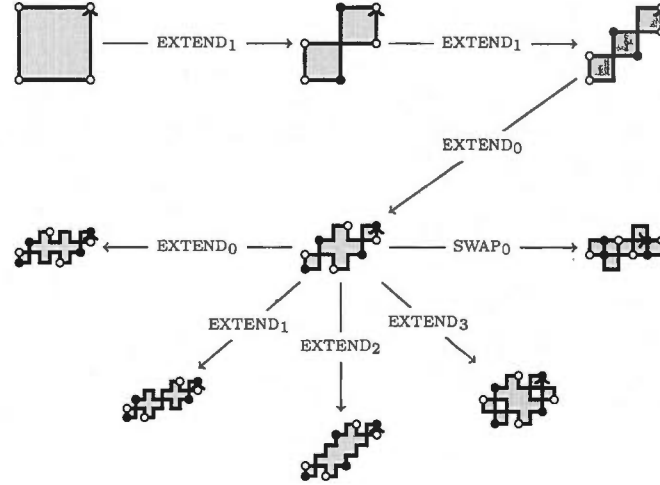 EXTEND₁ EXTEND₁
EXTEND₀
EXTEND₀ SWAP₀
EXTEND₁ EXTEND₃
EXTEND₂